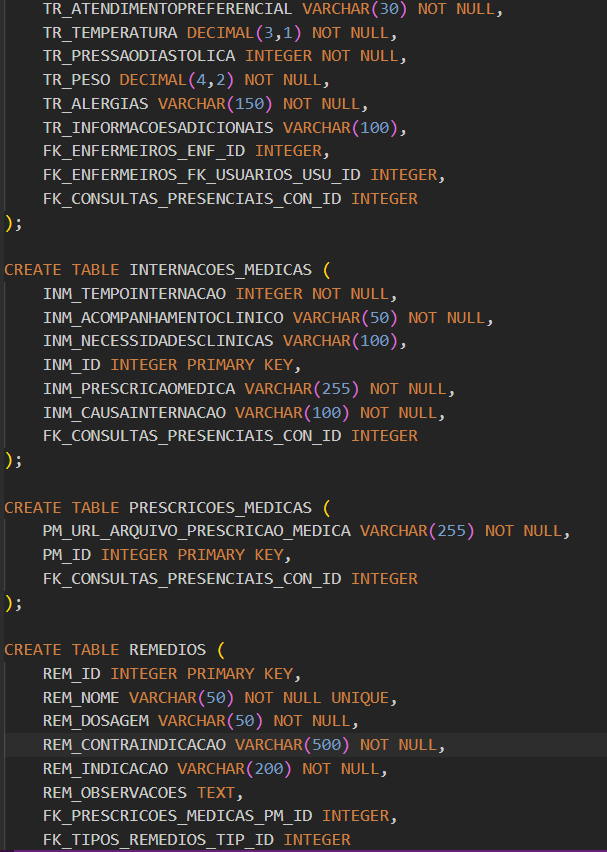 TR_ATENDIMENTOPREFERENCIAL VARCHAR(30) NOT NULL,
TR_TEMPERATURA DECIMAL(3,1) NOT NULL,
TR_PRESSAODIASTOLICA INTEGER NOT NULL,
TR_PESO DECIMAL(4,2) NOT NULL,
TR_ALERGIAS VARCHAR(150) NOT NULL,
TR_INFORMACOESADICIONAIS VARCHAR(100),
FK_ENFERMEIROS_ENF_ID INTEGER,
FK_ENFERMEIROS_FK_USUARIOS_USU_ID INTEGER,
FK_CONSULTAS_PRESENCIAIS_CON_ID INTEGER
);
CREATE TABLE INTERNACOES_MEDICAS (
INM_TEMPOINTERNACAO INTEGER NOT NULL,
INM_ACOMPANHAMENTOCLINICO VARCHAR(50) NOT NULL,
INM_NECESSIDADESCLINICAS VARCHAR(100),
INM_ID INTEGER PRIMARY KEY,
INM_PRESCRICAOMEDICA VARCHAR(255) NOT NULL,
INM_CAUSAINTERNACAO VARCHAR(100) NOT NULL,
FK_CONSULTAS_PRESENCIAIS_CON_ID INTEGER
);
CREATE TABLE PRESCRICOES_MEDICAS (
PM_URL_ARQUIVO_PRESCRICAO_MEDICA VARCHAR(255) NOT NULL,
PM_ID INTEGER PRIMARY KEY,
FK_CONSULTAS_PRESENCIAIS_CON_ID INTEGER
);
CREATE TABLE REMEDIOS (
REM_ID INTEGER PRIMARY KEY,
REM_NOME VARCHAR(50) NOT NULL UNIQUE,
REM_DOSAGEM VARCHAR(50) NOT NULL,
REM_CONTRAINDICACAO VARCHAR(500) NOT NULL,
REM_INDICACAO VARCHAR(200) NOT NULL,
REM_OBSERVACOES TEXT,
FK_PRESCRICOES_MEDICAS_PM_ID INTEGER,
FK_TIPOS_REMEDIOS_TIP_ID INTEGER